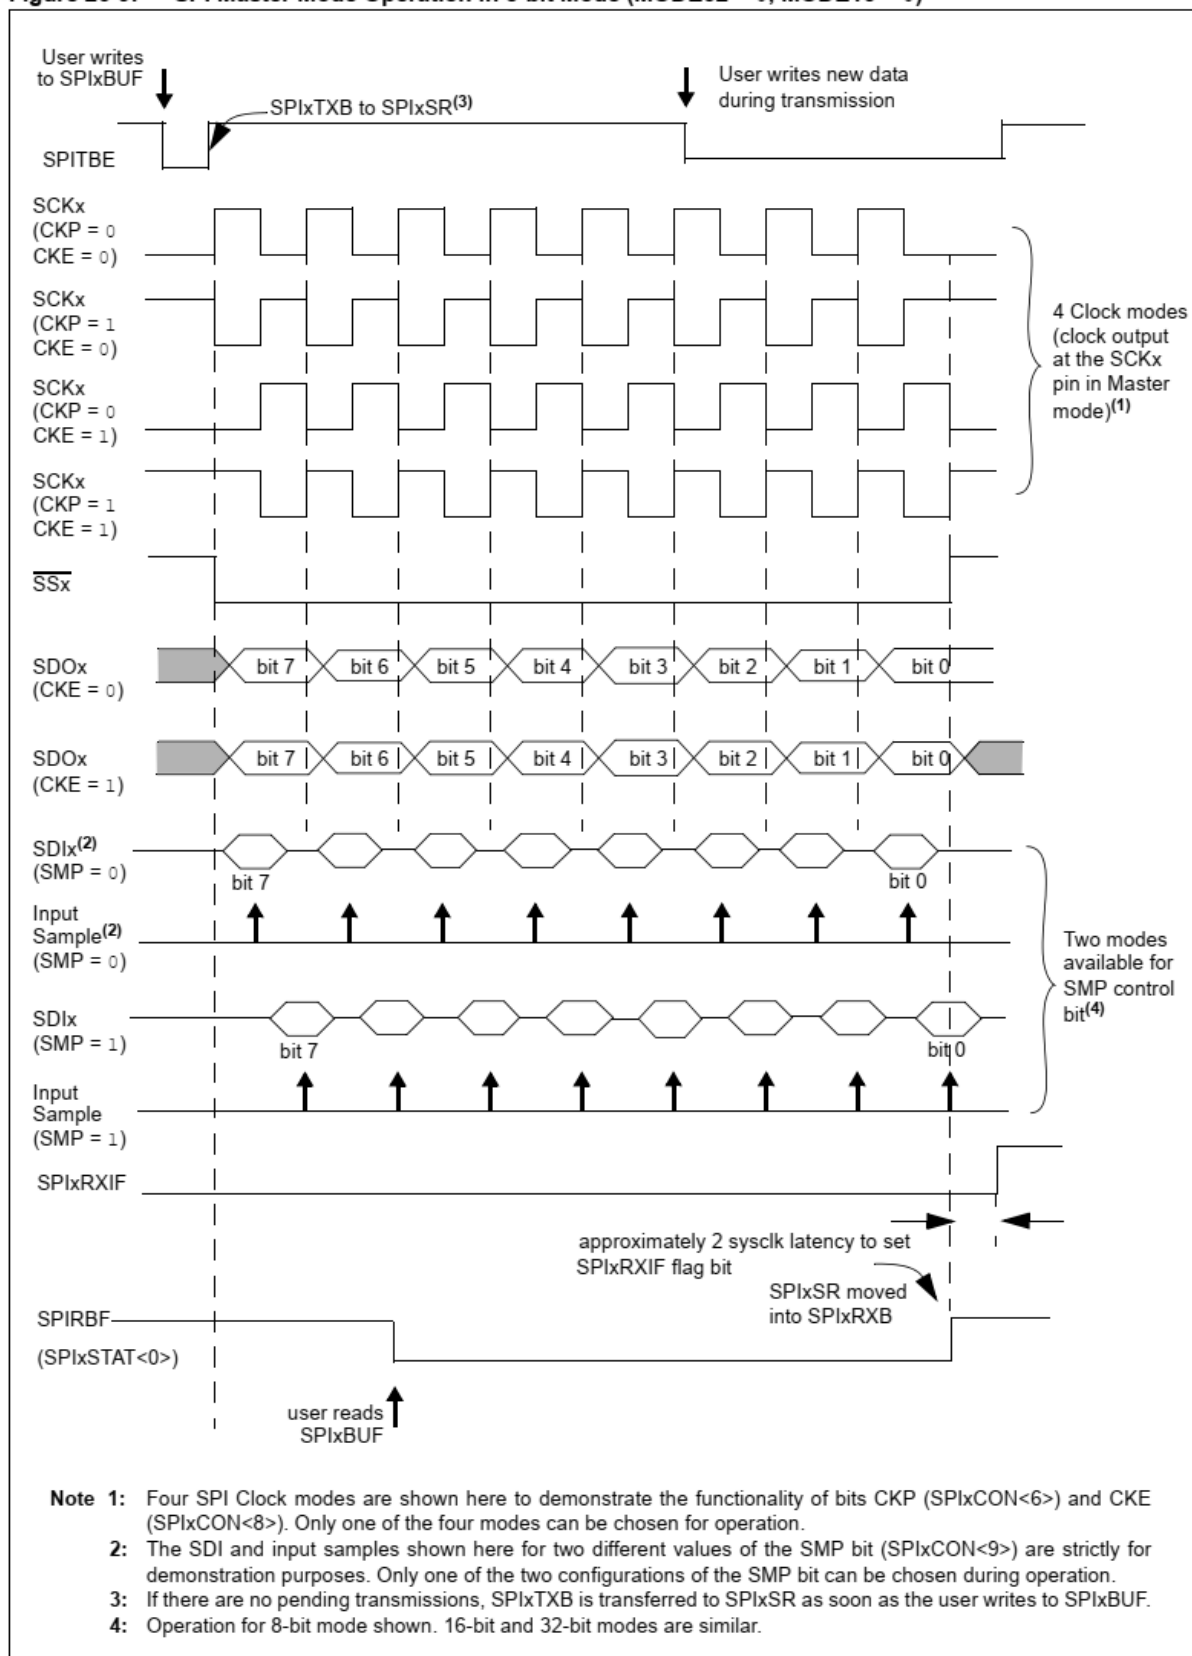 User writes
to SPIxBUF
User writes new data
during transmission
SPIxTXB to SPIxSR(3)
SPITBE
SCKx
(CKP = 0
CKE = 0)
SCKx
(CKP = 1
CKE = 0)
SCKx
(CKP = 0
CKE = 1)
SCKx
(CKP = 1
CKE = 1)
4 Clock modes
(clock output
at the SCKx
pin in Master
mode)(1)
SSx
SDOx
(CKE = 0)
bit 7 bit 6 bit 5 bit 4 bit 3 bit 2 bit 1 bit 0
SDOx
(CKE = 1)
bit 7 bit 6 bit 5 bit 4 bit 3 bit 2 bit 1 bit 0
SDIx(2)
(SMP = 0)
bit 7 bit 0
Input
Sample(2)
(SMP = 0)
SDIx
(SMP = 1)
bit 7 bit 0
Input
Sample
(SMP = 1)
Two modes
available for
SMP control
bit(4)
SPIxRXIF
approximately 2 sysclk latency to set
SPIxRXIF flag bit
SPIxSR moved
into SPIxRXB
SPIRBF
(SPIxSTAT<0>)
user reads
SPIxBUF
Note 1: Four SPI Clock modes are shown here to demonstrate the functionality of bits CKP (SPIxCON<6>) and CKE
(SPIxCON<8>). Only one of the four modes can be chosen for operation.
2: The SDI and input samples shown here for two different values of the SMP bit (SPIxCON<9>) are strictly for
demonstration purposes. Only one of the two configurations of the SMP bit can be chosen during operation.
3: If there are no pending transmissions, SPIxTXB is transferred to SPIxSR as soon as the user writes to SPIxBUF.
4: Operation for 8-bit mode shown. 16-bit and 32-bit modes are similar.